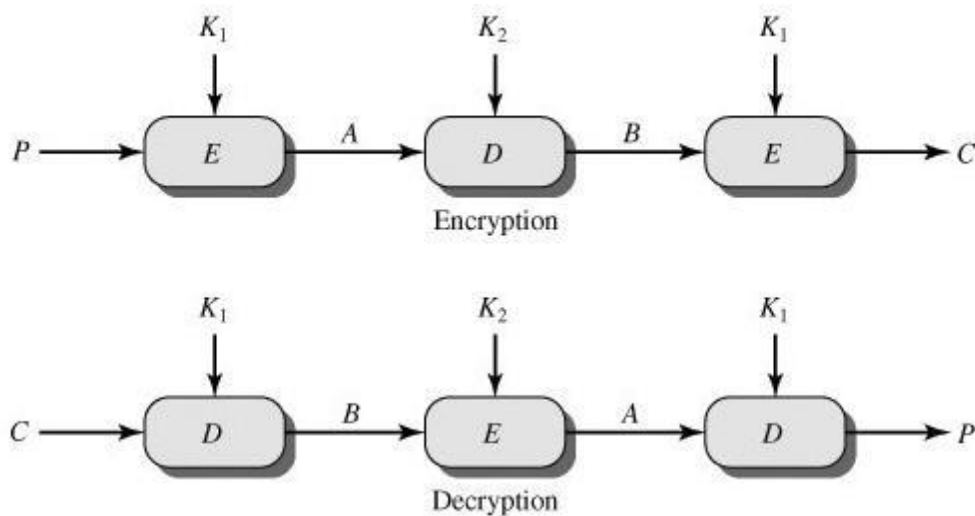 K₁ K₂ K₁
P E A D B E C
Encryption
K₁ K₂ K₁
C D B E A D P
Decryption